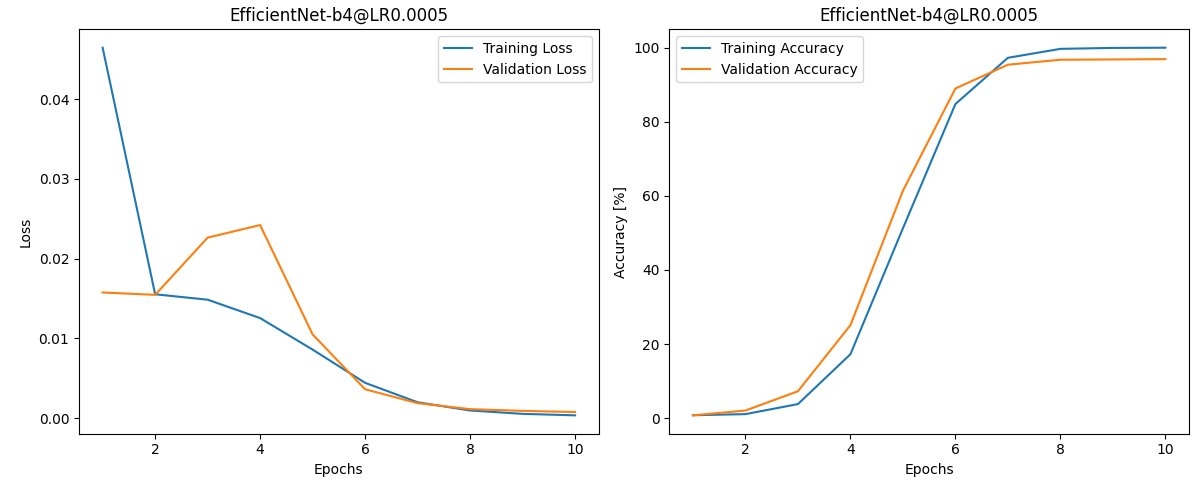 EfficientNet-b4@LR0.0005
Training Loss
Validation Loss
0.04
0.03
0.02
0.01
0.00
Loss
2 4 6 8 10
Epochs
EfficientNet-b4@LR0.0005
Training Accuracy
Validation Accuracy
100
80
60
40
20
0
Accuracy [%]
2 4 6 8 10
Epochs